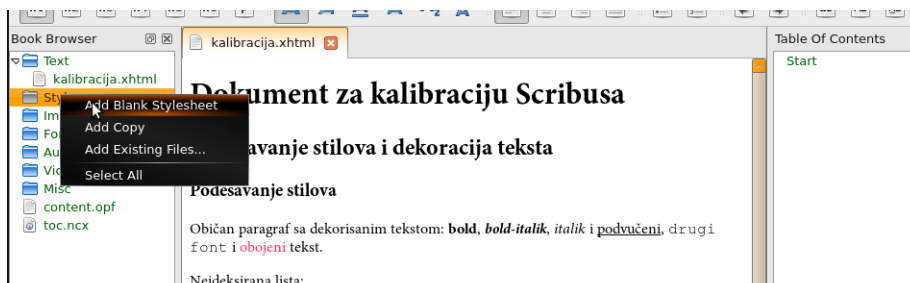 Book Browser
kalibracija.xhtml
Table Of Contents
Text
kalibracija.xhtml
Start
Add Blank Stylesheet
Add Copy
Add Existing Files...
Select All
Misc
content.opf
toc.ncx
Dokument za kalibraciju Scribusa
stilova i dekoracija teksta
Podešavanje stilova
Običan paragraf sa dekorisanim tekstom: bold, bold-italik, italik i podvučeni, drugi
font i obojeni tekst.
Neideksirana lista: